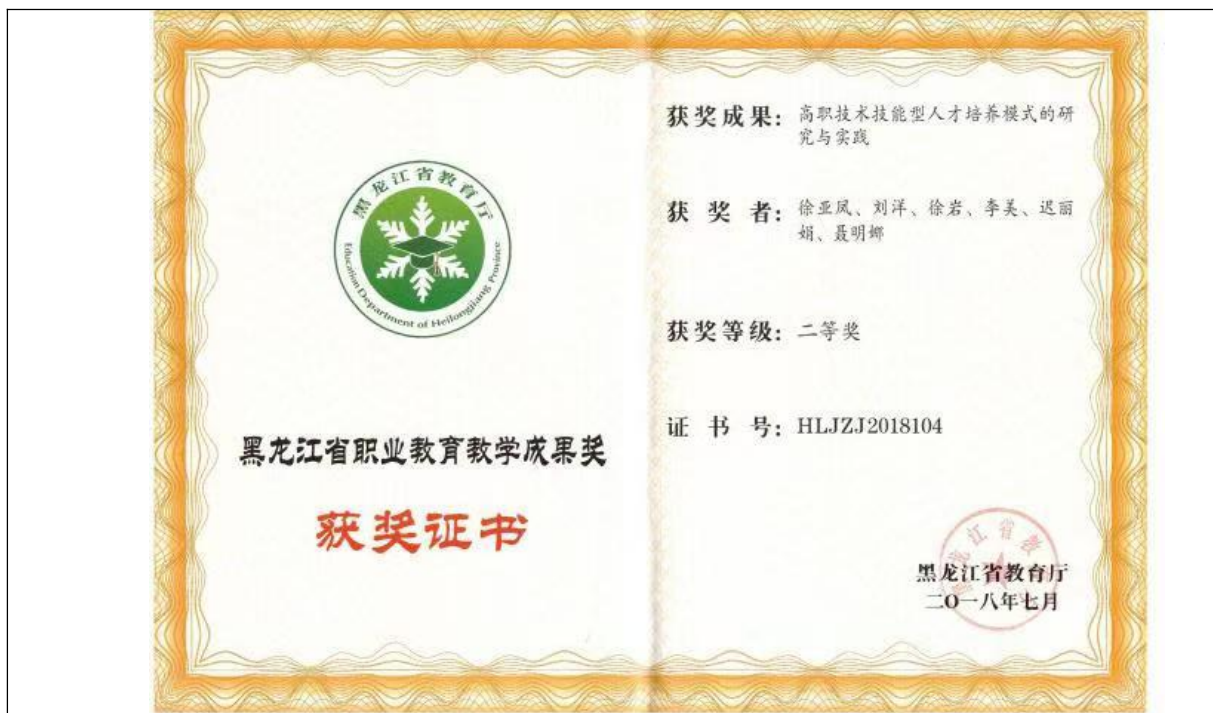 黑龙江省教育厅
Education Department of Heilongjiang Province
黑龙江省职业教育教学成果奖
获奖证书
获奖成果：高职技术技能型人才培养模式的研
究与实践
获奖者：徐亚凤、刘洋、徐岩、李美、迟丽
娟、聂明娜
获奖等级：二等奖
证书号：HLJZJ2018104
黑龙江省教育厅
二〇一八年七月